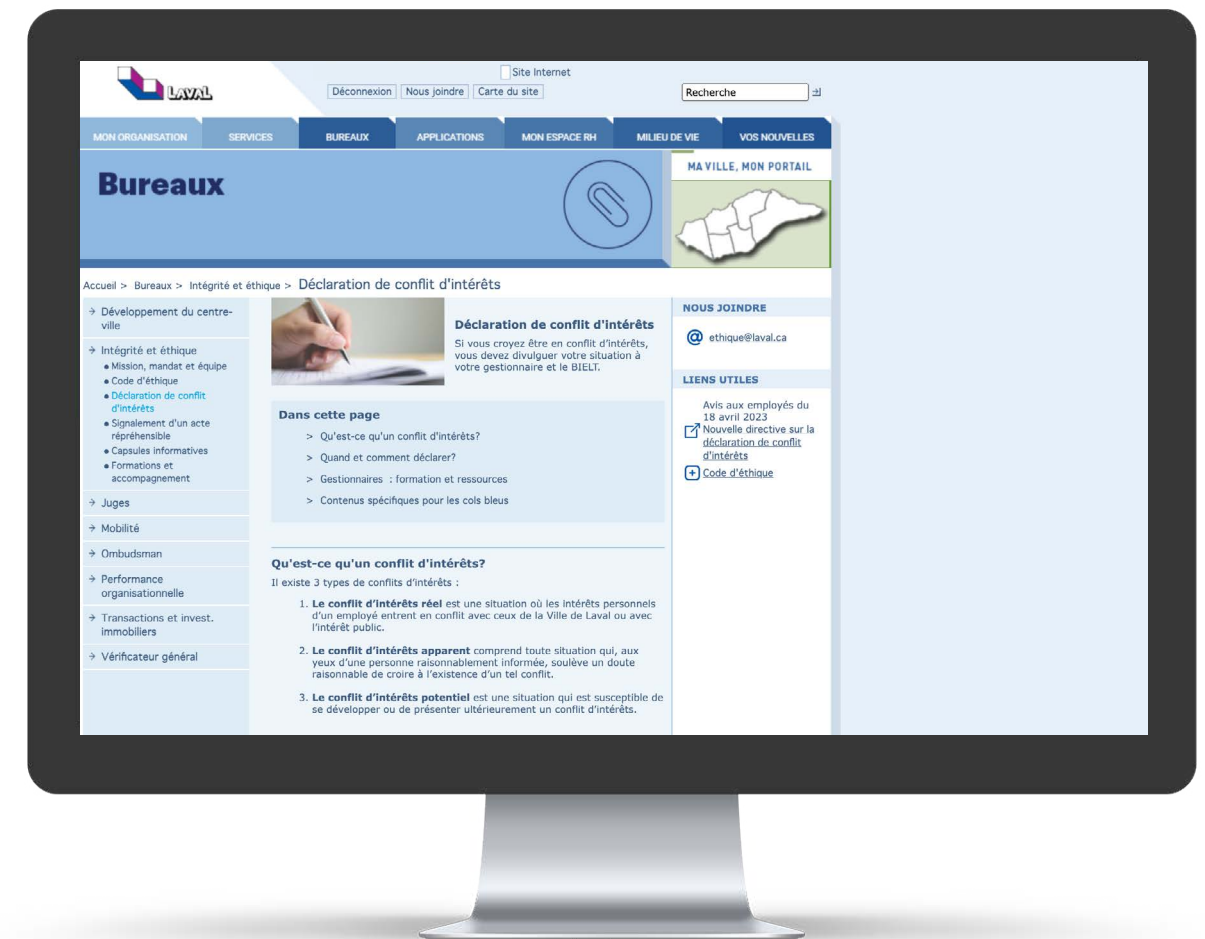 Site Internet
LAVAL
Déconnexion Nous joindre Carte du site
Recherche
MON ORGANISATION SERVICES BUREAUX APPLICATIONS MON ESPACE RH MILIEU DE VIE VOS NOUVELLES
Bureaux
MA VILLE, MON PORTAIL
Accueil > Bureaux > Intégrité et éthique > Déclaration de conflit d'intérêts
→ Développement du centre-
ville
→ Intégrité et éthique
• Mission, mandat et équipe
• Code d'éthique
• Déclaration de conflit
d'intérêts
• Signalement d'un acte
répréhensible
• Capsules informatives
• Formations et
accompagnement
→ Juges
→ Mobilité
→ Ombudsman
→ Performance
organisationnelle
→ Transactions et invest.
immobiliers
→ Vérificateur général
Déclaration de conflit d'intérêts
Si vous croyez être en conflit d'intérêts,
vous devez divulguer votre situation à
votre gestionnaire et le BIELT.
Dans cette page
> Qu'est-ce qu'un conflit d'intérêts?
> Quand et comment déclarer?
> Gestionnaires : formation et ressources
> Contenus spécifiques pour les cols bleus
Qu'est-ce qu'un conflit d'intérêts?
Il existe 3 types de conflits d'intérêts :
1. Le conflit d'intérêts réel est une situation où les intérêts personnels
d'un employé entrent en conflit avec ceux de la Ville de Laval ou avec
l'intérêt public.
2. Le conflit d'intérêts apparent comprend toute situation qui, aux
yeux d'une personne raisonnablement informée, soulève un doute
raisonnable de croire à l'existence d'un tel conflit.
3. Le conflit d'intérêts potentiel est une situation qui est susceptible de
se développer ou de présenter ultérieurement un conflit d'intérêts.
NOUS JOINDRE
@ ethique@laval.ca
LIENS UTILES
Avis aux employés du
18 avril 2023
Nouvelle directive sur la
déclaration de conflit
d'intérêts
Code d'éthique